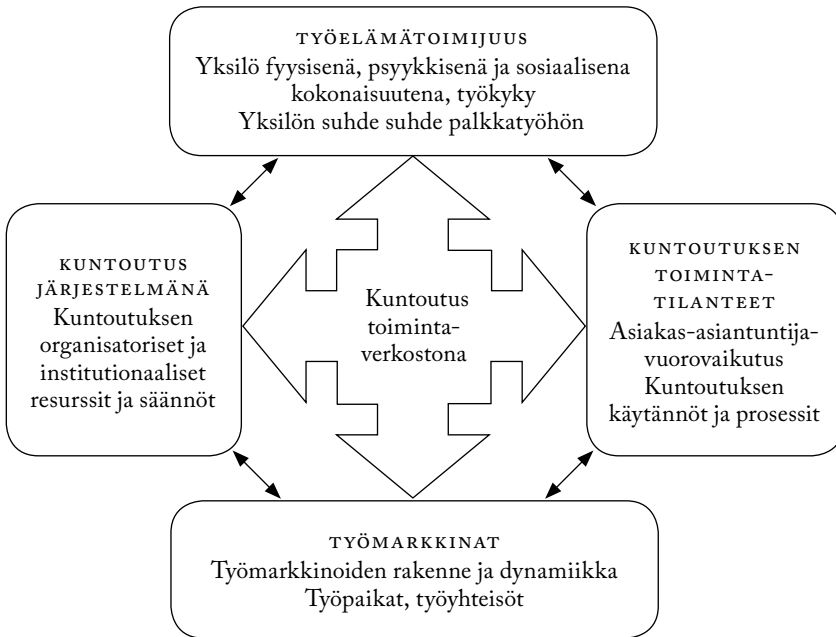 TYÖELÄMÄTOIMIJUUS
Yksilö fyysisenä, psyykkisenä ja sosiaalisena
kokonaisuutena, työkyky
Yksilön suhde suhde palkkatyöhön
KUNTOUTUS
JÄRJESTELMÄNÄ
Kuntoutuksen
organisatoriset ja
institutionaaliset
resurssit ja säännöt
Kuntoutus
toiminta-
verkostona
KUNTOUTUKSEN
TOIMINTA-
TILANTEET
Asiakas-asiantuntija-
vuorovaikutus
Kuntoutuksen
käytännöt ja prosessit
TYÖMARKKINAT
Työmarkkinoiden rakenne ja dynamiikka
Työpaikat, työyhteisöt